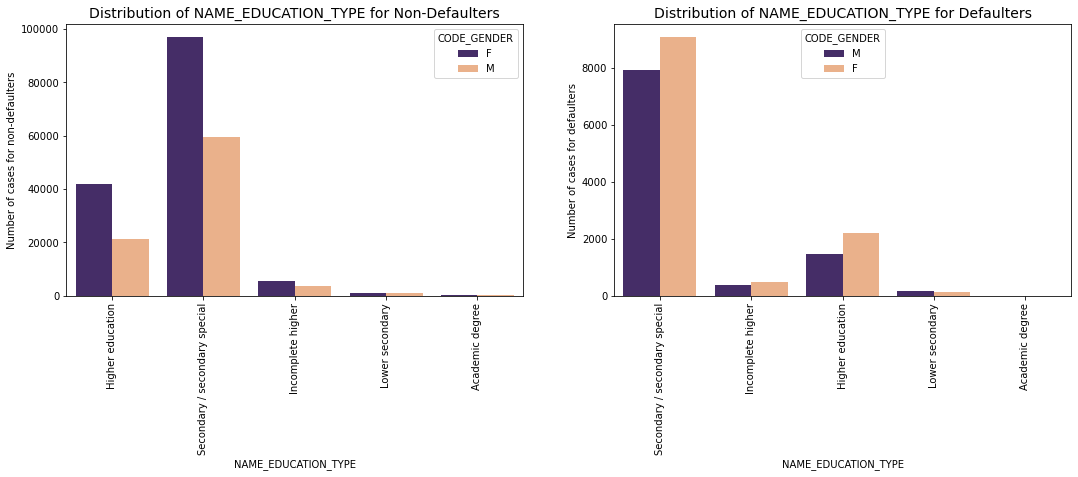 Distribution of NAME_EDUCATION_TYPE for Non-Defaulters
Number of cases for non-defaulters
100000
80000
60000
40000
20000
0
CODE_GENDER
F
M
Higher education
Secondary / secondary special
Incomplete higher
Lower secondary
Academic degree
NAME_EDUCATION_TYPE
Distribution of NAME_EDUCATION_TYPE for Defaulters
Number of cases for defaulters
8000
6000
4000
2000
0
CODE_GENDER
M
F
Secondary / secondary special
Incomplete higher
Higher education
Lower secondary
Academic degree
NAME_EDUCATION_TYPE